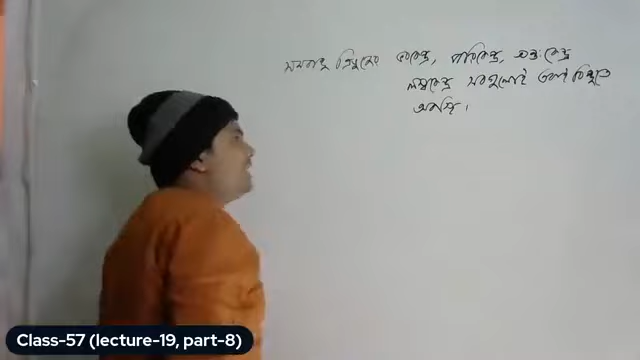 সমবাহু ত্রিভুজের ভরকেন্দ্র, পরিকেন্দ্র, অন্তঃকেন্দ্র
লম্বকেন্দ্র সবগুলোই একই বিন্দুতে
অবস্থিত।
Class-57 (lecture-19, part-8)